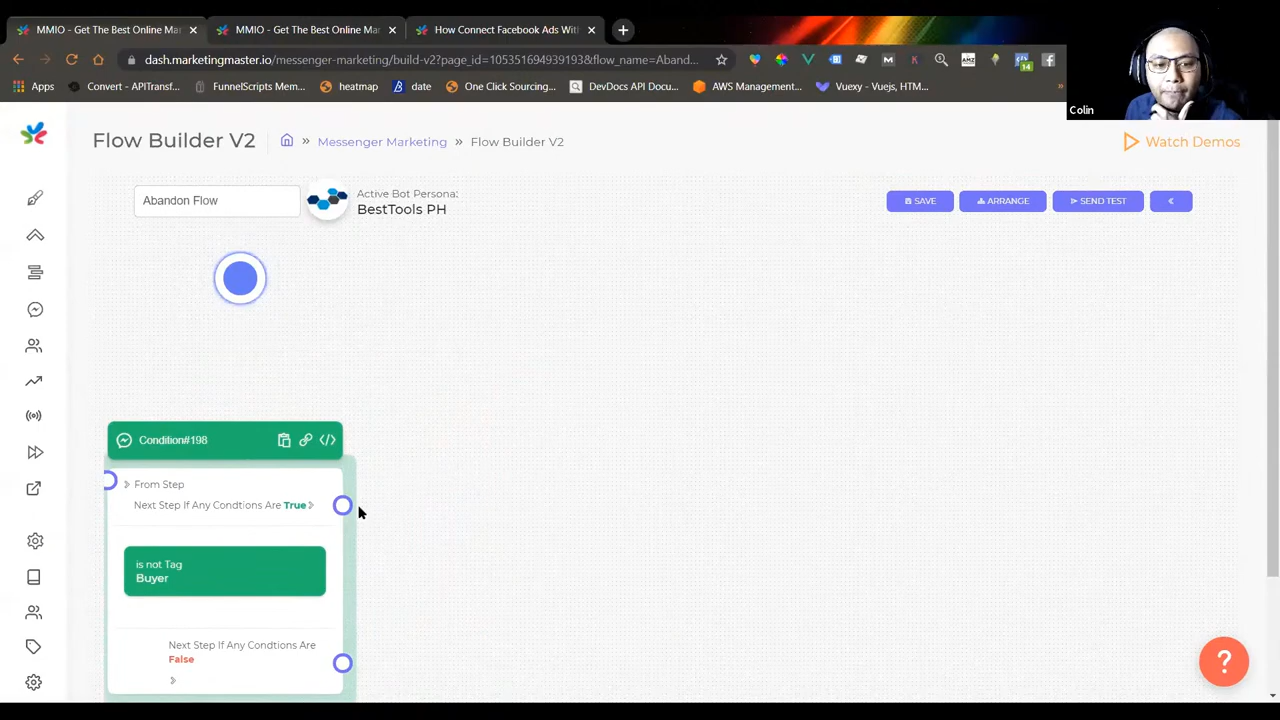 MMIO - Get The Best Online Mar
MMIO - Get The Best Online Mar
How Connect Facebook Ads With
dash.marketingmaster.io/messenger-marketing/build-v2?page_id=105351694939193&flow_name=Aband...
14
Apps
Convert - APITransf...
FunnelScripts Mem...
heatmap
date
One Click Sourcing...
DevDocs API Docu...
AWS Management...
Vuexy - Vuejs, HTM...
»
Colin
Flow Builder V2
» Messenger Marketing » Flow Builder V2
Watch Demos
Abandon Flow
Active Bot Persona:
BestTools PH
SAVE
ARRANGE
SEND TEST
Condition#198
From Step
Next Step If Any Condtions Are True
is not Tag
Buyer
Next Step If Any Condtions Are
False
?